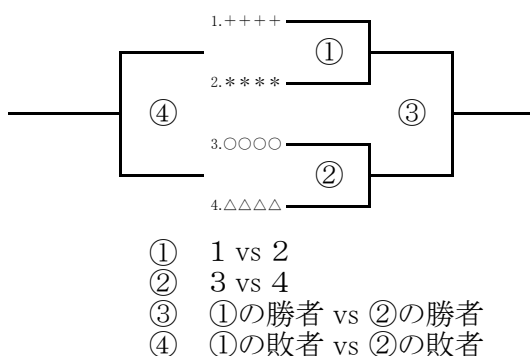 1.++++
①
2.****
④
③
3.○○○○
②
4.△△△△
① 1 vs 2
② 3 vs 4
③ ①の勝者 vs ②の勝者
④ ①の敗者 vs ②の敗者